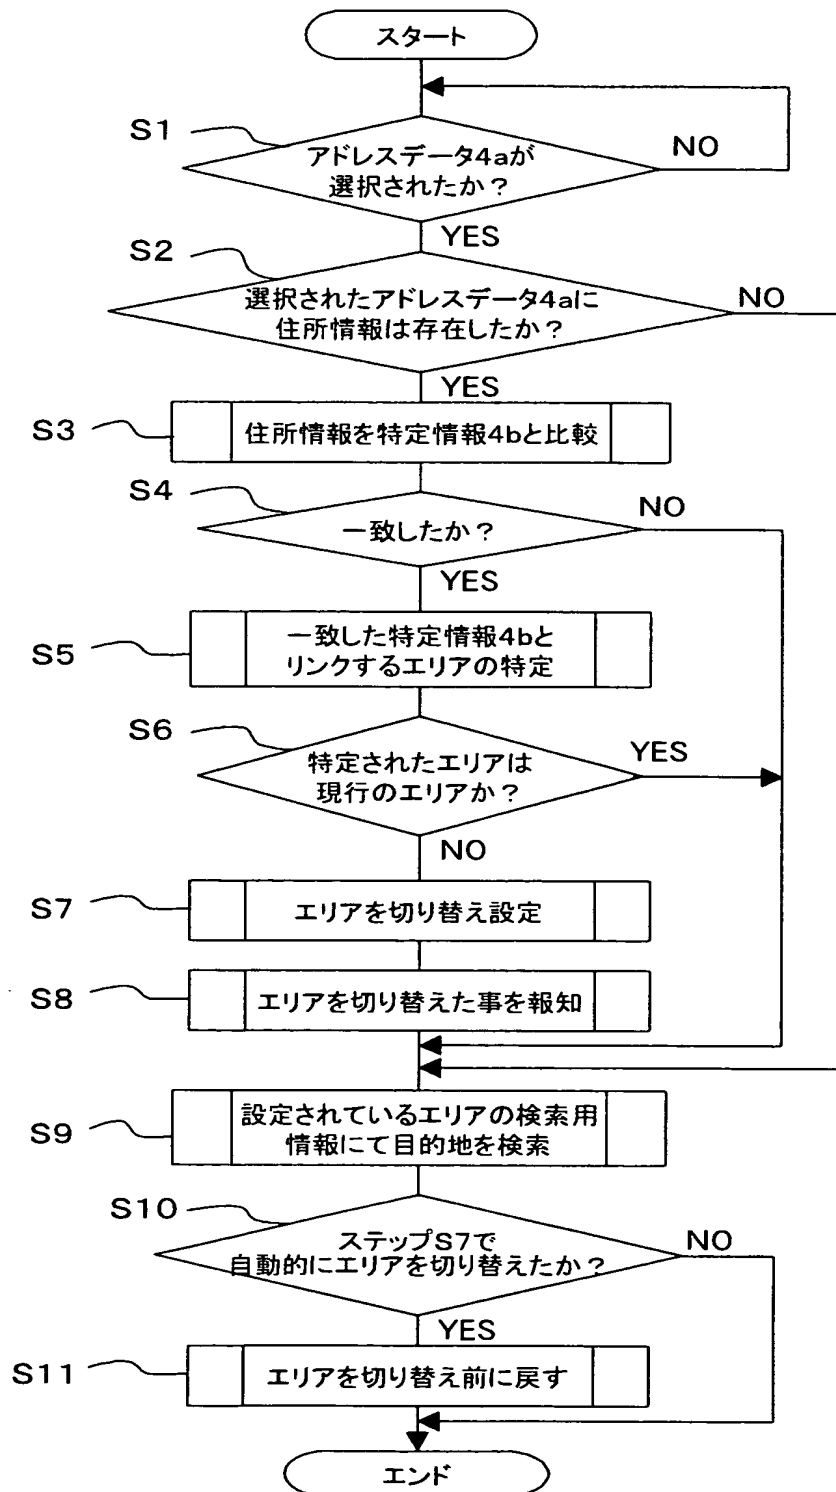 スタート
S1
アドレスデータ4aが
選択されたか？
NO
YES
S2
選択されたアドレスデータ4aに
住所情報は存在したか？
NO
YES
S3
住所情報を特定情報4bと比較
S4
一致したか？
NO
YES
S5
一致した特定情報4bと
リンクするエリアの特定
S6
特定されたエリアは
現行のエリアか？
YES
NO
S7
エリアを切り替え設定
S8
エリアを切り替えた事を報知
S9
設定されているエリアの検索用
情報にて目的地を検索
S10
ステップS7で
自動的にエリアを切り替えたか？
NO
YES
S11
エリアを切り替え前に戻す
エンド